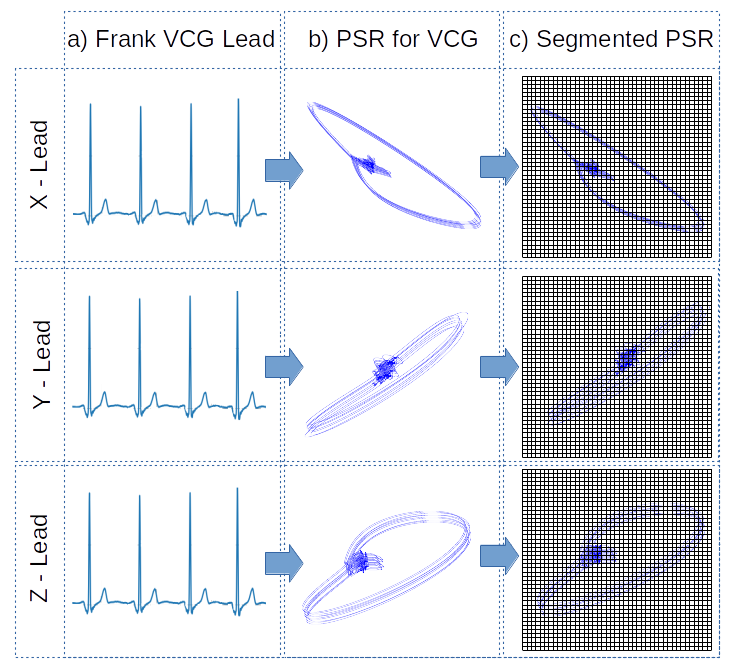 a) Frank VCG Lead
b) PSR for VCG
c) Segmented PSR
X - Lead
Y - Lead
Z - Lead